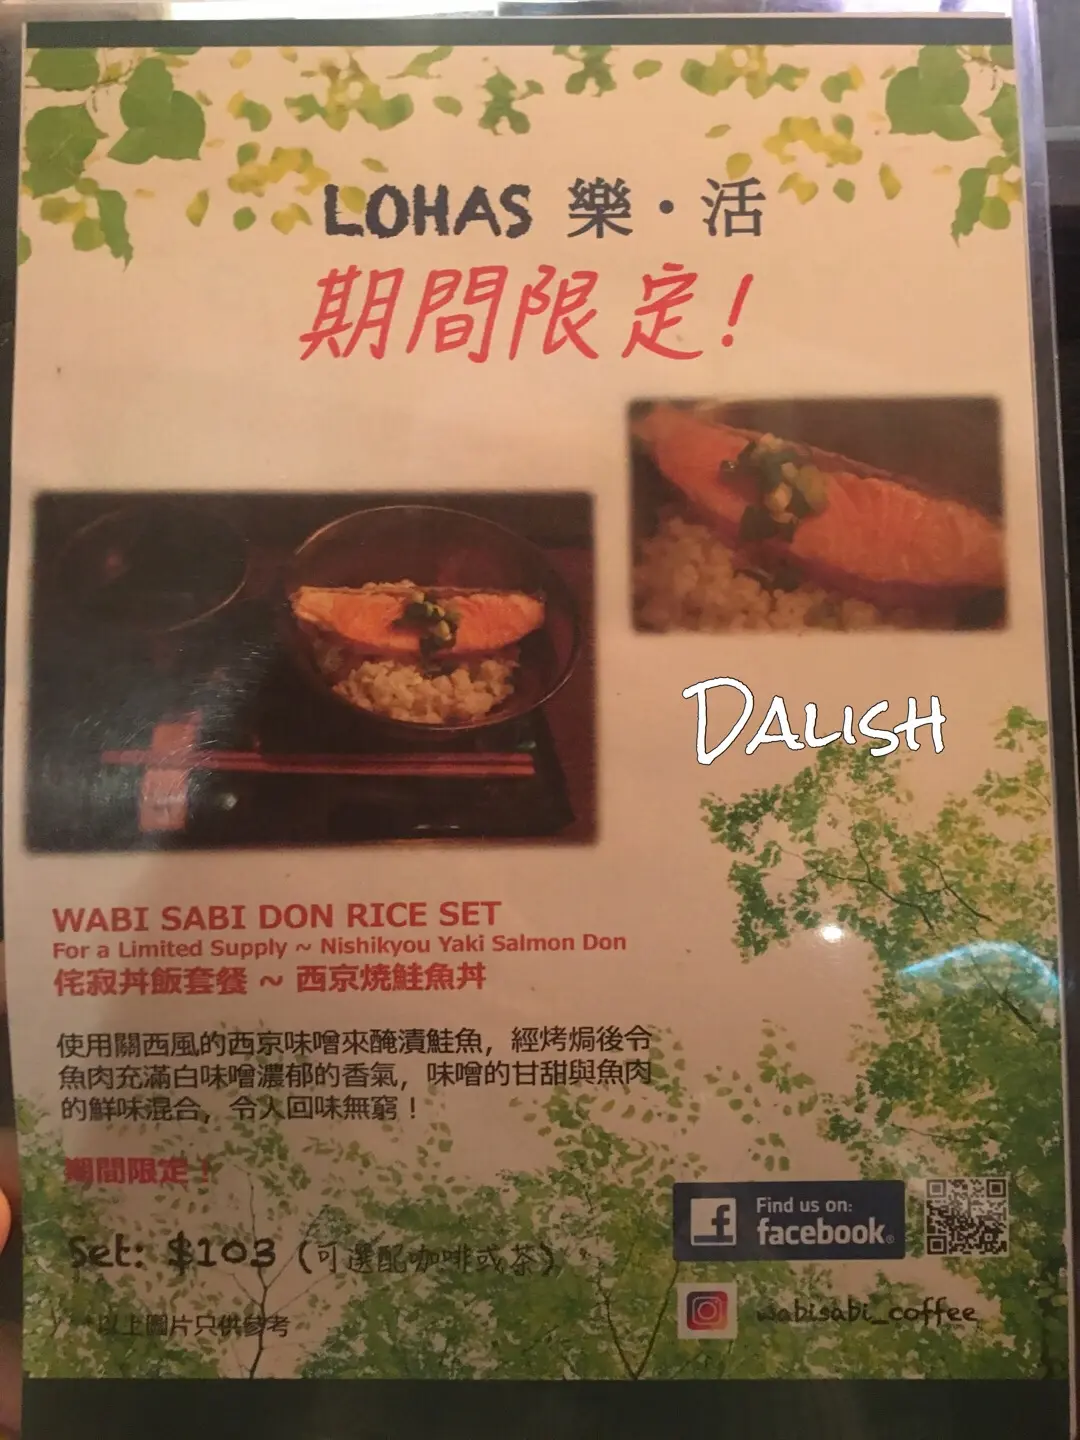 LOHAS 樂·活
期間限定!
Dalish
WABI SABI DON RICE SET
For a Limited Supply ~ Nishikyou Yaki Salmon Don
侘寂丼飯套餐 ~ 西京燒鮭魚丼
使用關西風的西京味噌來醃漬鮭魚，經烤焗後令
魚肉充滿白味噌濃郁的香氣，味噌的甘甜與魚肉
的鮮味混合，令人回味無窮！
期間限定！
Set: $103 (可選配咖啡或茶)
**以上圖片只供參考
Find us on:
facebook®
wabisabi_coffee